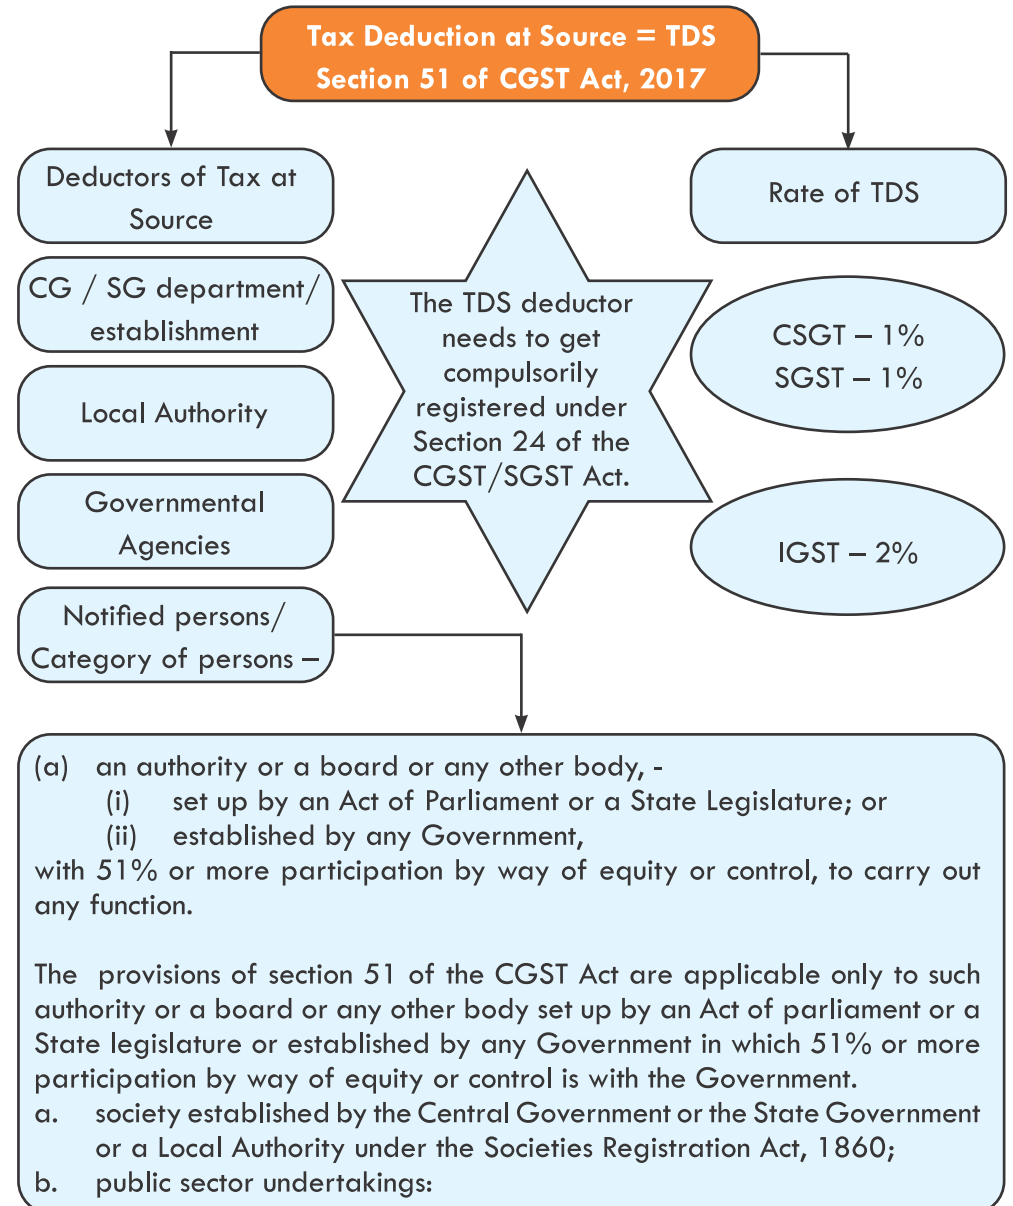 Tax Deduction at Source = TDS
Section 51 of CGST Act, 2017
Deductors of Tax at
Source
CG / SG department/
establishment
Local Authority
Governmental
Agencies
Notified persons/
Category of persons –
The TDS deductor
needs to get
compulsorily
registered under
Section 24 of the
CGST/SGST Act.
Rate of TDS
CSGT – 1%
SGST – 1%
IGST – 2%
(a) an authority or a board or any other body, -
(i) set up by an Act of Parliament or a State Legislature; or
(ii) established by any Government,
with 51% or more participation by way of equity or control, to carry out
any function.
The provisions of section 51 of the CGST Act are applicable only to such
authority or a board or any other body set up by an Act of parliament or a
State legislature or established by any Government in which 51% or more
participation by way of equity or control is with the Government.
a. society established by the Central Government or the State Government
or a Local Authority under the Societies Registration Act, 1860;
b. public sector undertakings: